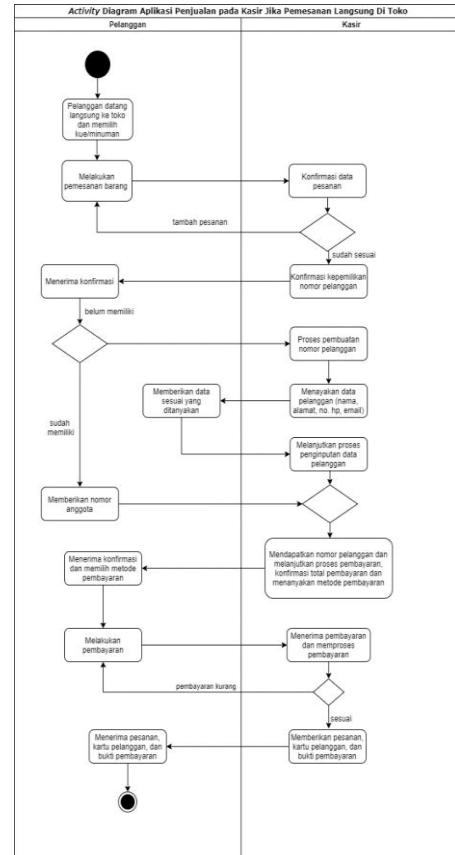 Activity Diagram Aplikasi Penjualan pada Kasir Jika Pemesanan Langsung Di Toko
Pelanggan
Kasir
Pelanggan datang
langsung ke toko
dan memilih
kue/minuman
Melakukan
pemesanan barang
Konfirmasi data
pesanan
tambah pesanan
sudah sesuai
Menerima konfirmasi
Konfirmasi kepemilikan
nomor pelanggan
belum memiliki
Proses pembuatan
nomor pelanggan
Memberikan data
sesuai yang
ditanyakan
Menayakan data
pelanggan (nama,
alamat, no. hp, email)
sudah
memiliki
Melanjutkan proses
penginputan data
pelanggan
Memberikan nomor
anggota
Menerima konfirmasi
dan memilih metode
pembayaran
Mendapatkan nomor pelanggan dan
melanjutkan proses pembayaran,
konfirmasi total pembayaran dan
menanyakan metode pembayaran
Melakukan
pembayaran
Menerima pembayaran
dan memproses
pembayaran
pembayaran kurang
sesuai
Menerima pesanan,
kartu pelanggan, dan
bukti pembayaran
Memberikan pesanan,
kartu pelanggan, dan
bukti pembayaran